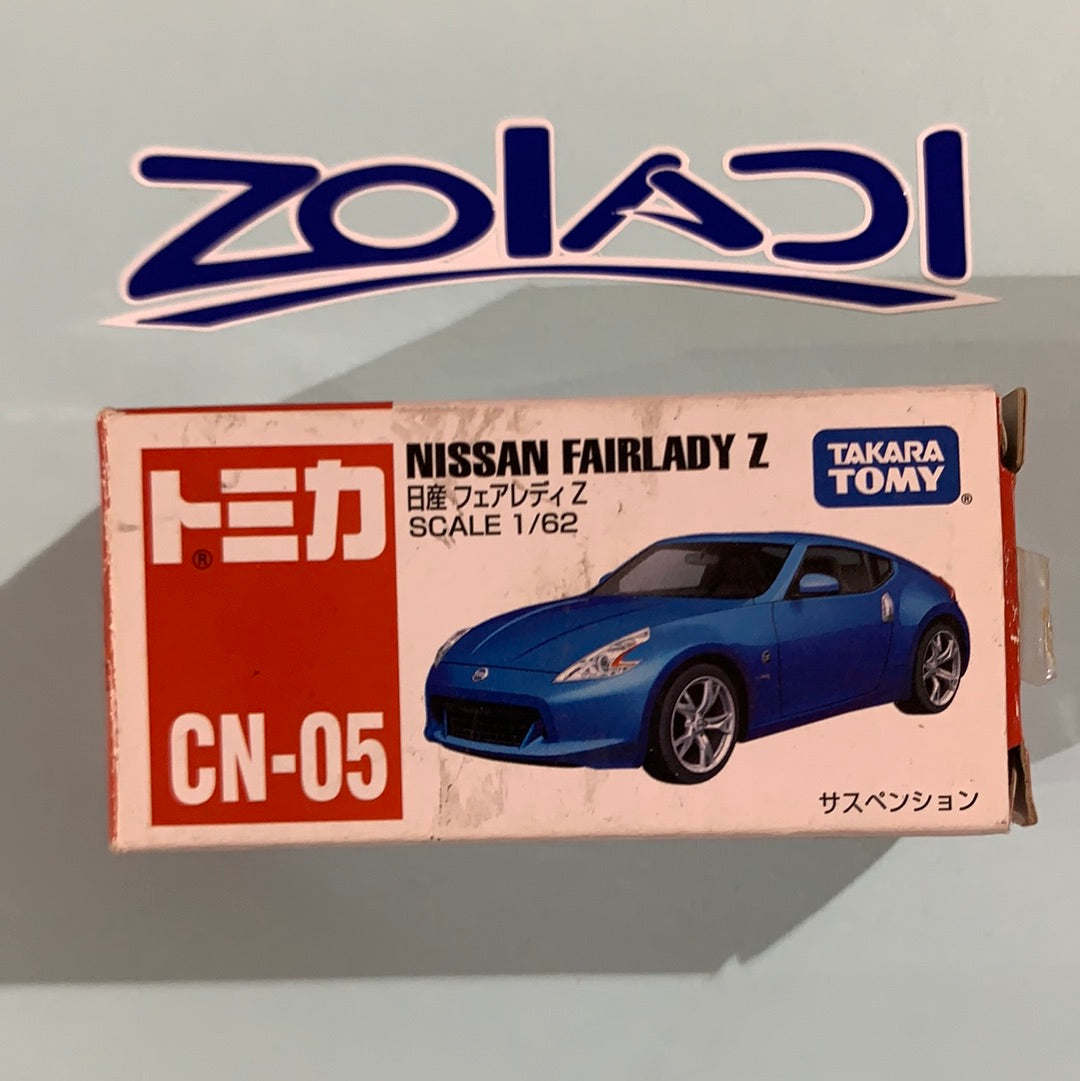 ZOIADI
トミカ®
CN-05
NISSAN FAIRLADY Z
日産 フェアレディ Z
SCALE 1/62
TAKARA
TOMY®
サスペンション